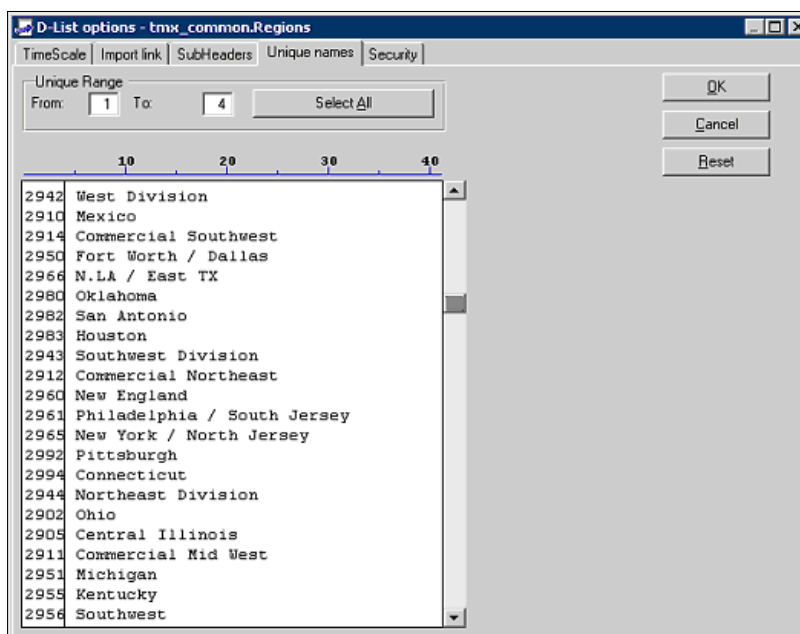 D-List options - tmx_common.Regions
TimeScale Import link SubHeaders Unique names Security
Unique Range
From: 1 To: 4 Select All
OK
Cancel
Reset
10 20 30 40
2942 West Division
2910 Mexico
2914 Commercial Southwest
2950 Fort Worth / Dallas
2966 N.LA / East TX
2980 Oklahoma
2982 San Antonio
2983 Houston
2943 Southwest Division
2912 Commercial Northeast
2960 New England
2961 Philadelphia / South Jersey
2965 New York / North Jersey
2992 Pittsburgh
2994 Connecticut
2944 Northeast Division
2902 Ohio
2905 Central Illinois
2911 Commercial Mid West
2951 Michigan
2955 Kentucky
2956 Southwest